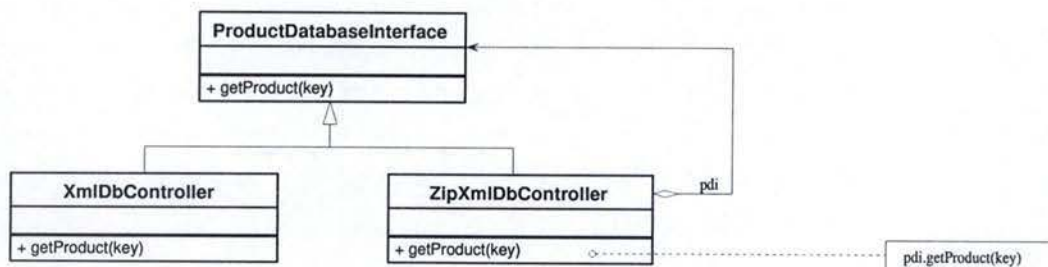 ProductDatabaseInterface
+ getProduct(key)
pdi
XmlDbController
+ getProduct(key)
ZipXmlDbController
+ getProduct(key)
pdi.getProduct(key)